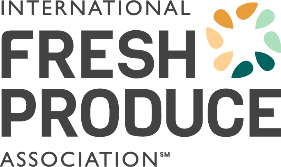 INTERNATIONAL
FRESH
PRODUCE
ASSOCIATION℠